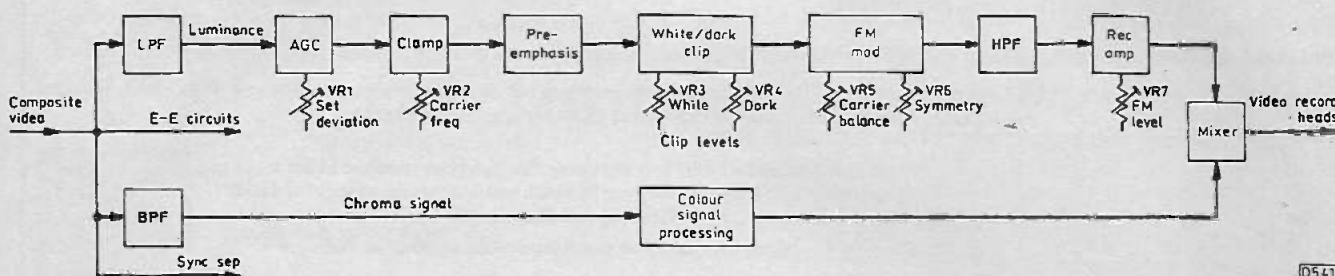 LPF
Luminance
AGC
Clamp
Pre-
emphasis
White/dark
clip
FM
mod
HPF
Rec
amp
VR1
Set
deviation
VR2
Carrier
freq
VR3
White
VR4
Dark
Clip levels
VR5
Carrier
balance
VR6
Symmetry
VR7
FM
level
Composite
video
E-E circuits
Mixer
Video record
heads
BPF
Chroma signal
Colour
signal
processing
Sync sep